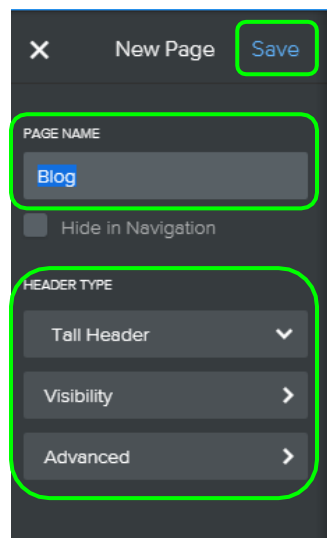 New Page Save
PAGE NAME
Blog
Hide in Navigation
HEADER TYPE
Tall Header
Visibility
Advanced